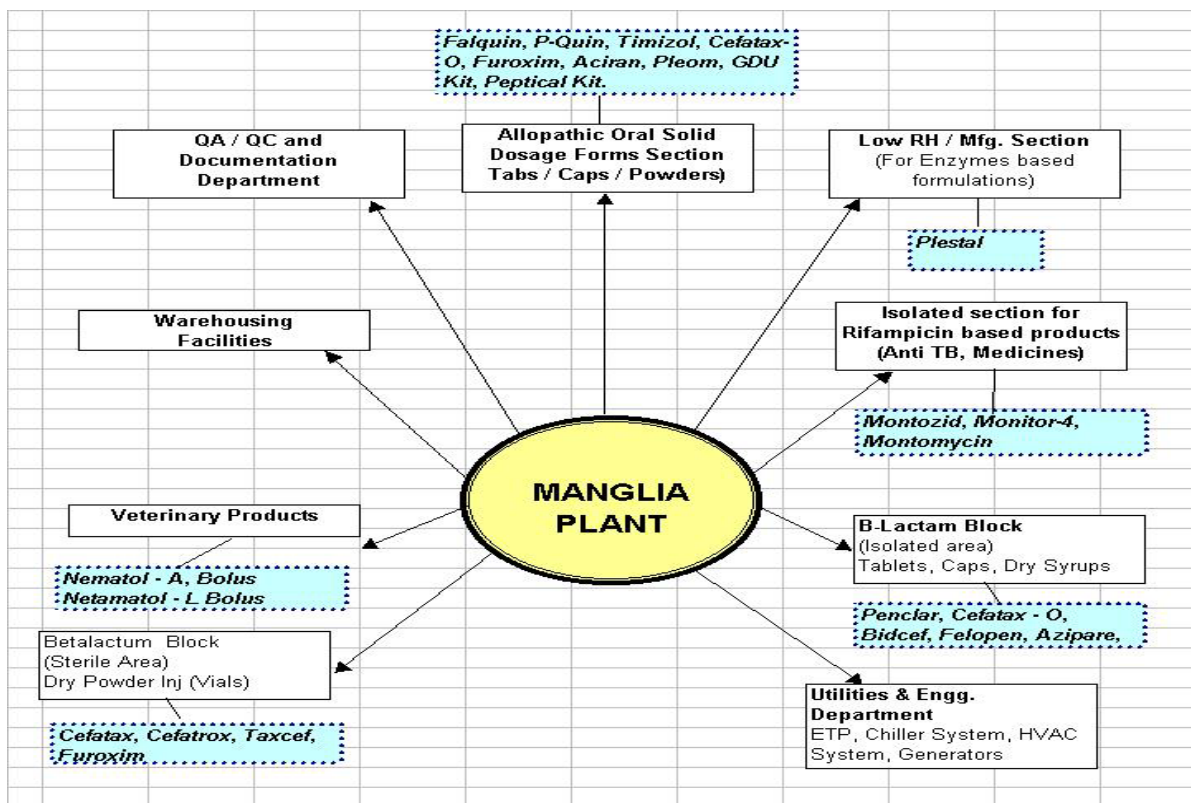 Falquin, P-Quin, Timizol, Cefatax-
O, Furoxim, Aciran, Pleom, GDU
Kit, Peptical Kit.
QA / QC and
Documentation
Department
Allopathic Oral Solid
Dosage Forms Section
Tabs / Caps / Powders)
Low RH / Mfg. Section
(For Enzymes based
formulations)
Plestal
Warehousing
Facilities
Isolated section for
Rifampicin based products
(Anti TB, Medicines)
Montozid, Monitor-4,
Montomycin
MANGLIA
PLANT
Veterinary Products
Nematol - A, Bolus
Netamatol - L Bolus
B-Lactam Block
(Isolated area)
Tablets, Caps, Dry Syrups
Penclar, Cefatax - O,
Bidcef, Felopen, Azipare,
Betalactum Block
(Sterile Area)
Dry Powder Inj (Vials)
Cefatax, Cefatrox, Taxcef,
Furoxim
Utilities & Engg.
Department
ETP, Chiller System, HVAC
System, Generators